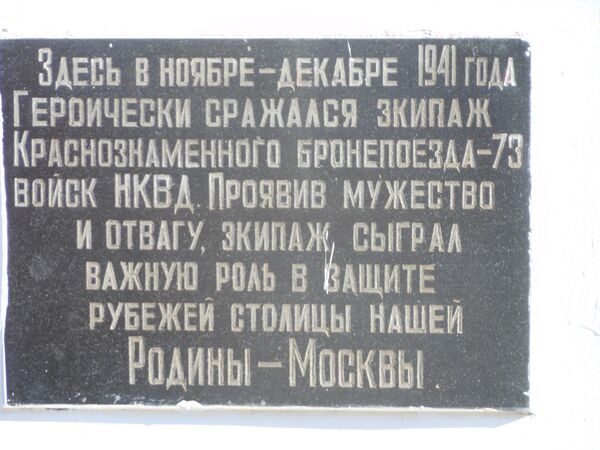 Здесь в ноябре – декабре 1941 года
Героически сражался экипаж
Краснознаменного бронепоезда – 73
войск НКВД. Проявив мужество
и отвагу, экипаж сыграл
важную роль в защите
рубежей столицы нашей
Родины – Москвы